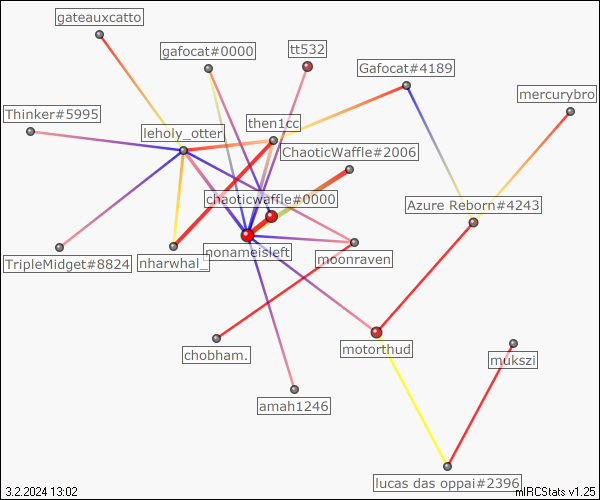 gateauxcatto
gafocat#0000
tt532
Gafocat#4189
mercurybro
Thinker#5995
leholy_otter
then1cc
ChaoticWaffle#2006
chaoticwaffle#0000
Azure Reborn#4243
TripleMidget#8824
nharwhal_
nonameisleft
moonraven
chobham.
motorthud
mukszi
amah1246
lucas das oppai#2396
3.2.2024 13:02
mIRCStats v1.25